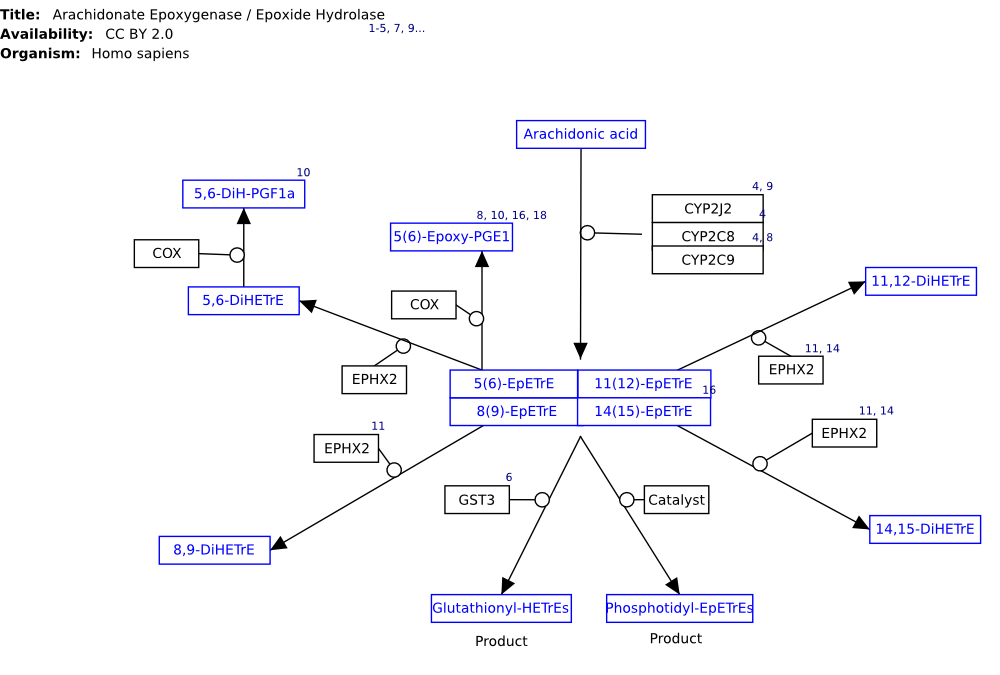 Title: Arachidonate Epoxygenase / Epoxide Hydrolase
1-5, 7, 9...
Availability: CC BY 2.0
Organism: Homo sapiens
Arachidonic acid
10
5,6-DiH-PGF1a
4, 9
CYP2J2
4
CYP2C8
4, 8
CYP2C9
8, 10, 16, 18
5(6)-Epoxy-PGE1
COX
11,12-DiHETrE
5,6-DiHETrE
COX
11, 14
EPHX2
EPHX2
5(6)-EpETrE
11(12)-EpETrE
16
8(9)-EpETrE
14(15)-EpETrE
11, 14
EPHX2
11
EPHX2
6
GST3
Catalyst
14,15-DiHETrE
8,9-DiHETrE
Glutathionyl-HETrEs
Phosphotidyl-EpETrEs
Product
Product